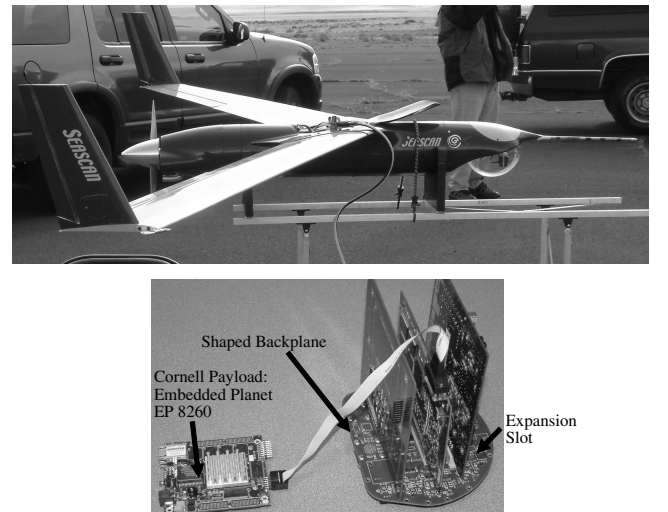 SEASCAN
SEASCAN
Shaped Backplane
Cornell Payload:
Embedded Planet
EP 8260
Expansion
Slot